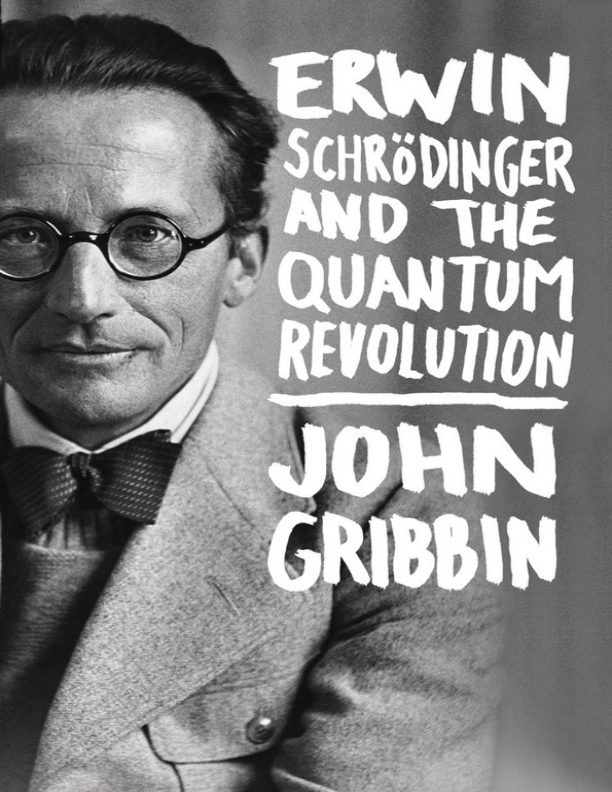 ERWIN
SCHRÖDINGER
AND THE
QUANTUM
REVOLUTION
JOHN
GRIBBIN